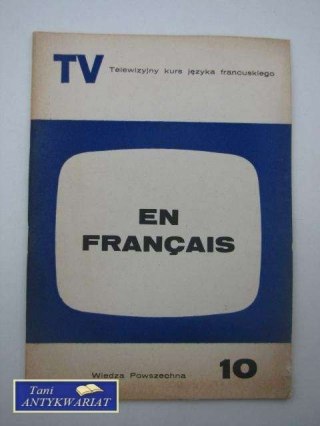 TV Telewizyjny kurs języka francuskiego
EN
FRANÇAIS
Wiedza Powszechna 10
Tani
ANTYKWARIAT